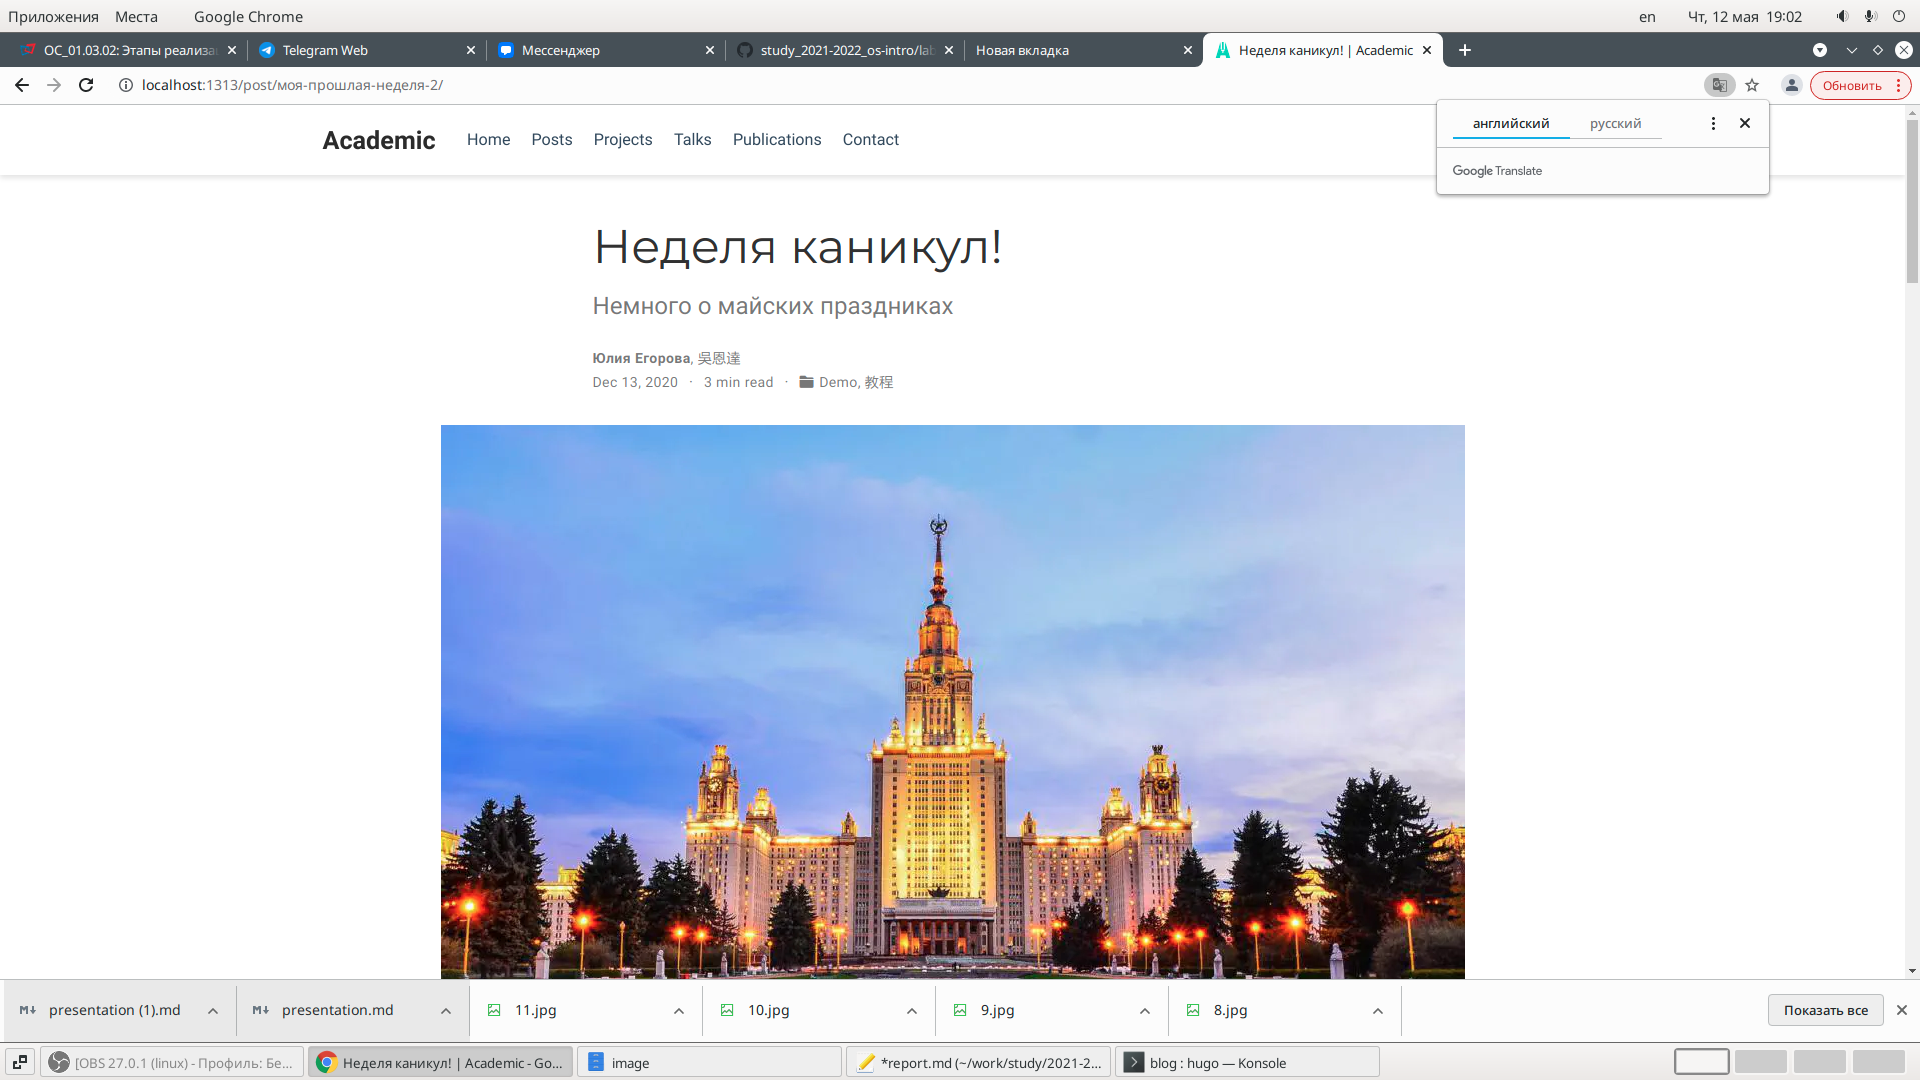 Приложения Места Google Chrome en Чт, 12 мая 19:02
ОС_01.03.02: Этапы реализа Telegram Web Мессенджер study_2021-2022_os-intro/lab Новая вкладка Неделя каникул! | Academic
localhost:1313/post/моя-прошлая-неделя-2/ Обновить
английский русский
Google Translate
Academic Home Posts Projects Talks Publications Contact
Неделя каникул!
Немного о майских праздниках
Юлия Егорова, 吳恩達
Dec 13, 2020 · 3 min read · Demo, 教程
presentation (1).md presentation.md 11.jpg 10.jpg 9.jpg 8.jpg Показать все
[OBS 27.0.1 (linux) - Профиль: Бе... Неделя каникул! | Academic - Go... image *report.md (~/work/study/2021-2... blog : hugo — Konsole